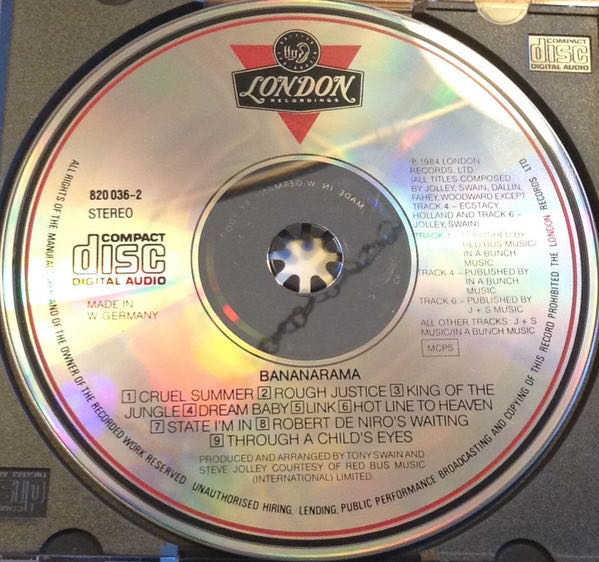 LONDON
RECORDINGS
COMPACT
disc
DIGITAL AUDIO
820 036-2
STEREO
COMPACT
disc
DIGITAL AUDIO
MADE IN
W. GERMANY
℗ 1984 LONDON
RECORDS, LTD
(ALL TITLES COMPOSED
BY JOLLEY, SWAIN, DALLIN,
FAHEY, WOODWARD EXCEPT
TRACK 4 – ECSTACY,
HOLLAND AND TRACK 6 –
JOLLEY, SWAIN)
PUBLISHED BY
RED BUS MUSIC/
IN A BUNCH
MUSIC
TRACK 4 – PUBLISHED BY
IN A BUNCH
MUSIC
TRACK 6 – PUBLISHED BY
J + S MUSIC
ALL OTHER TRACKS J + S
MUSIC/IN A BUNCH MUSIC
MCPS
MADE IN W. GERMANY
BANANARAMA
1 CRUEL SUMMER 2 ROUGH JUSTICE 3 KING OF THE
JUNGLE 4 DREAM BABY 5 LINK 6 HOT LINE TO HEAVEN
7 STATE I'M IN 8 ROBERT DE NIRO'S WAITING
9 THROUGH A CHILD'S EYES
PRODUCED AND ARRANGED BY TONY SWAIN AND
STEVE JOLLEY COURTESY OF RED BUS MUSIC
(INTERNATIONAL) LIMITED.
ALL RIGHTS OF THE AND OF THE OWNER OF THE RECORDED WORK RESERVED. UNAUTHORISED HIRING, LENDING, PUBLIC PERFORMANCE BROADCASTING AND COPYING OF THIS RECORD PROHIBITED THE LONDON RECORDS LTD